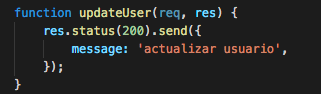 function updateUser(req, res) {
    res.status(200).send({
        message: 'actualizar usuario',
    });
}